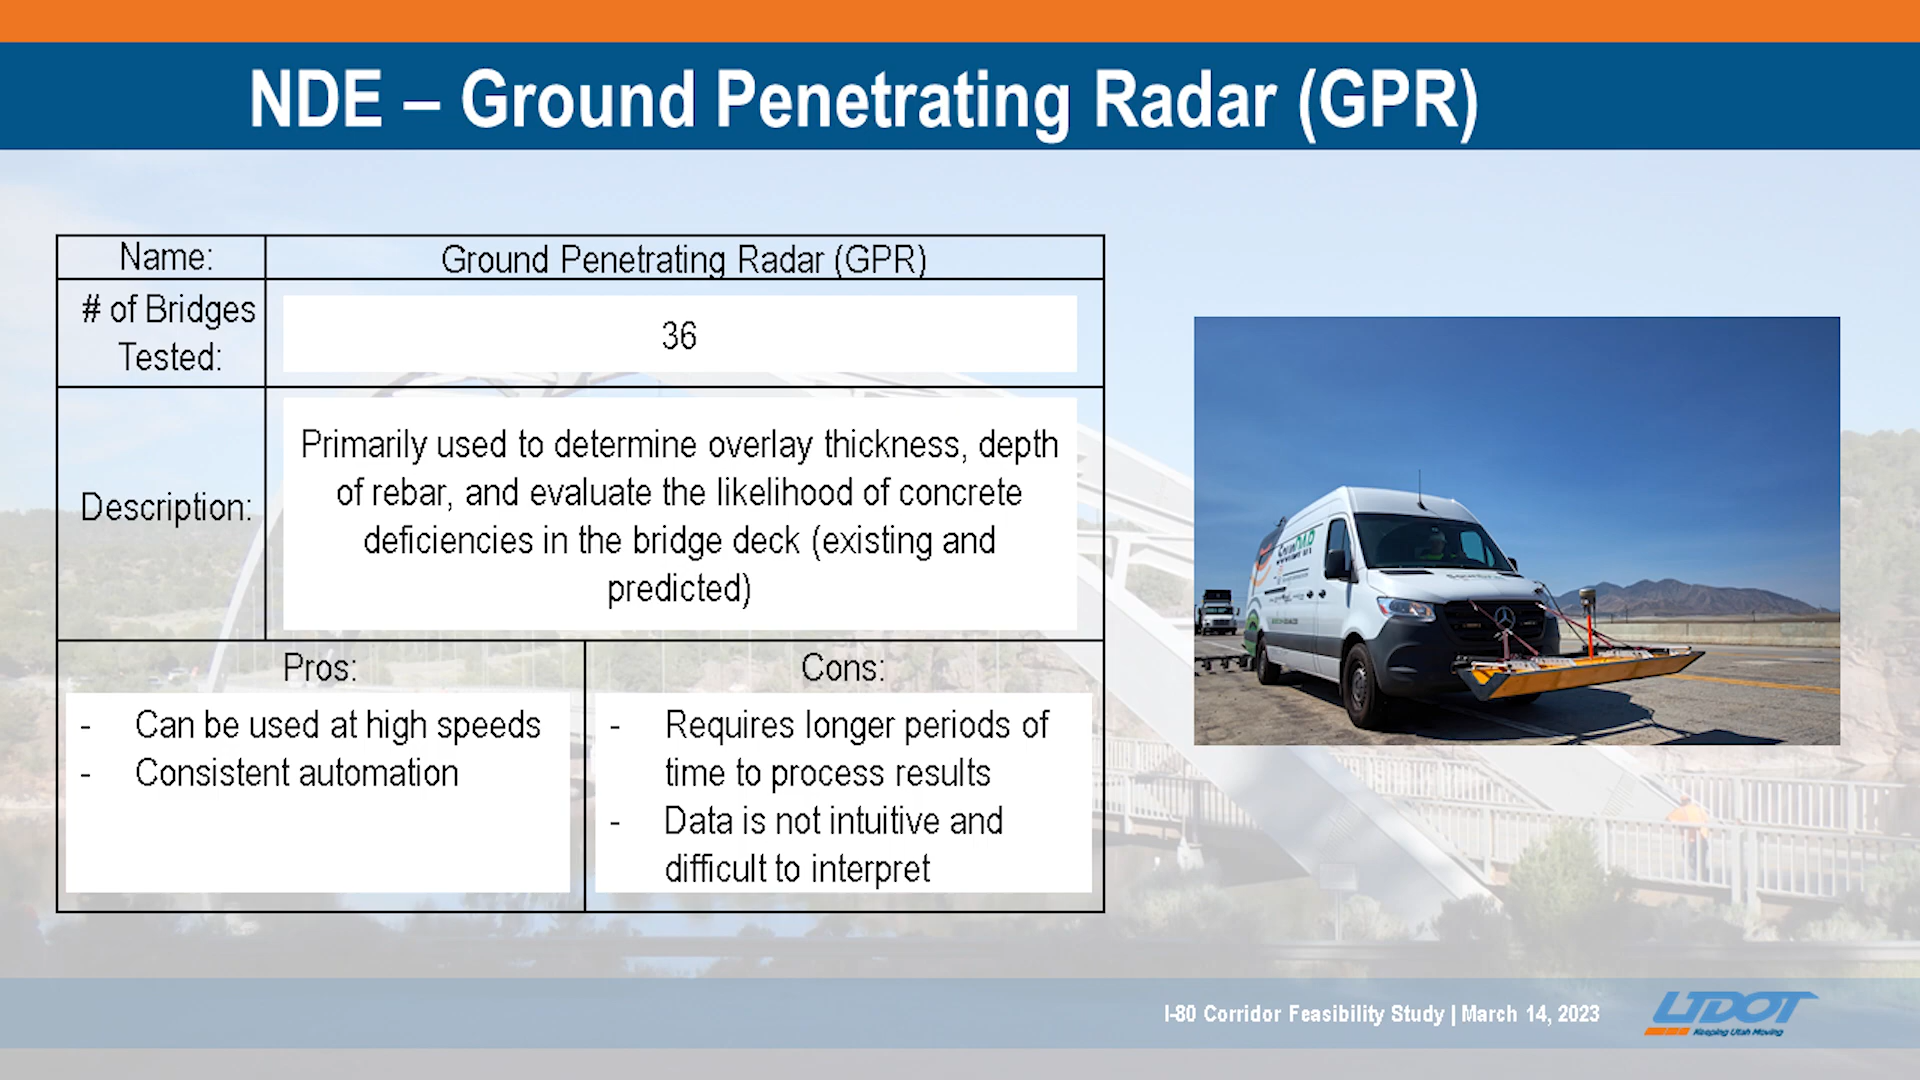 NDE – Ground Penetrating Radar (GPR)
Name:
Ground Penetrating Radar (GPR)
# of Bridges
Tested:
36
Description:
Primarily used to determine overlay thickness, depth
of rebar, and evaluate the likelihood of concrete
deficiencies in the bridge deck (existing and
predicted)
Pros:
- Can be used at high speeds
- Consistent automation
Cons:
- Requires longer periods of
time to process results
- Data is not intuitive and
difficult to interpret
I-80 Corridor Feasibility Study | March 14, 2023
UDOT
Keeping Utah Moving